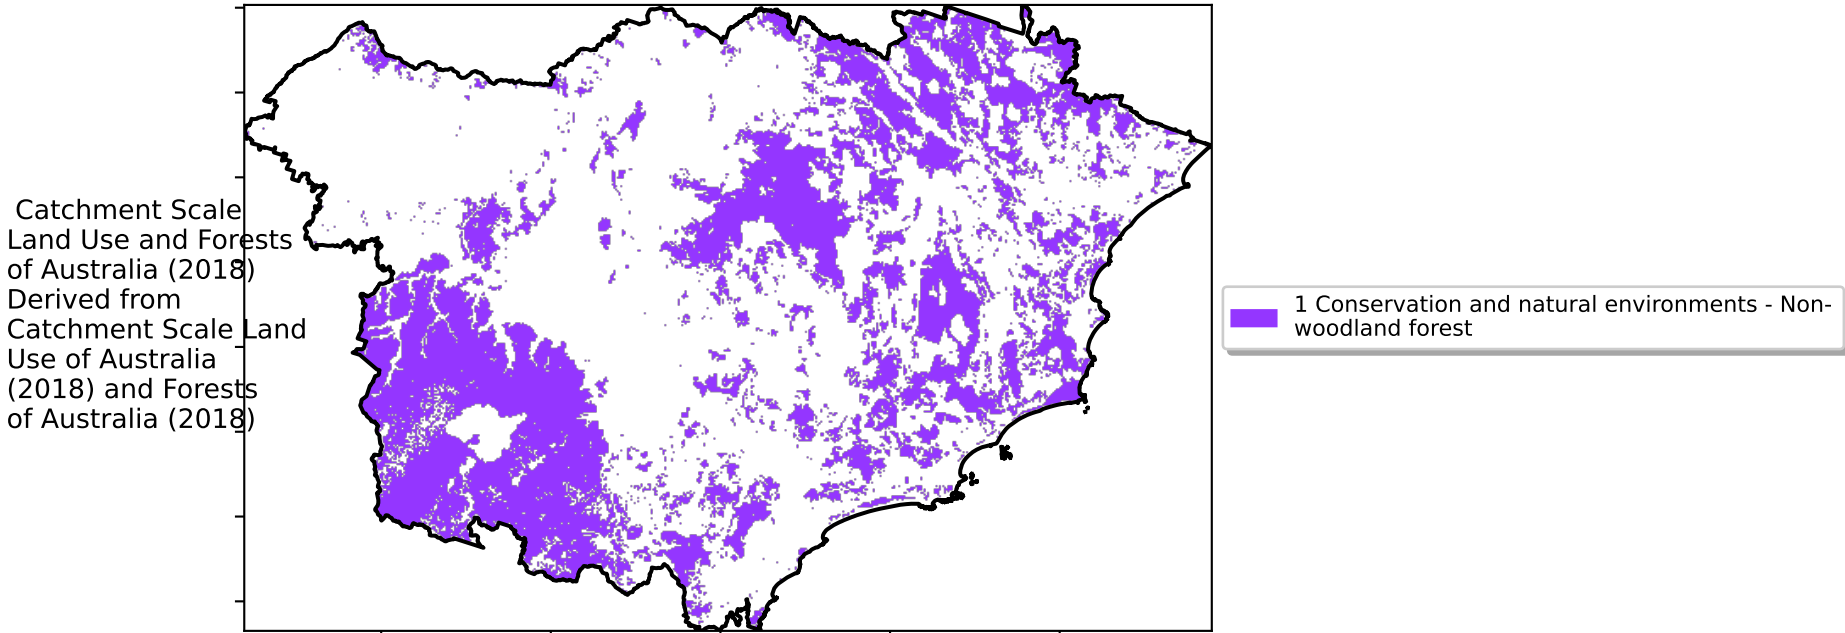 Catchment Scale
Land Use and Forests
of Australia (2018)
Derived from
Catchment Scale Land
Use of Australia
(2018) and Forests
of Australia (2018)
1 Conservation and natural environments - Non-
woodland forest